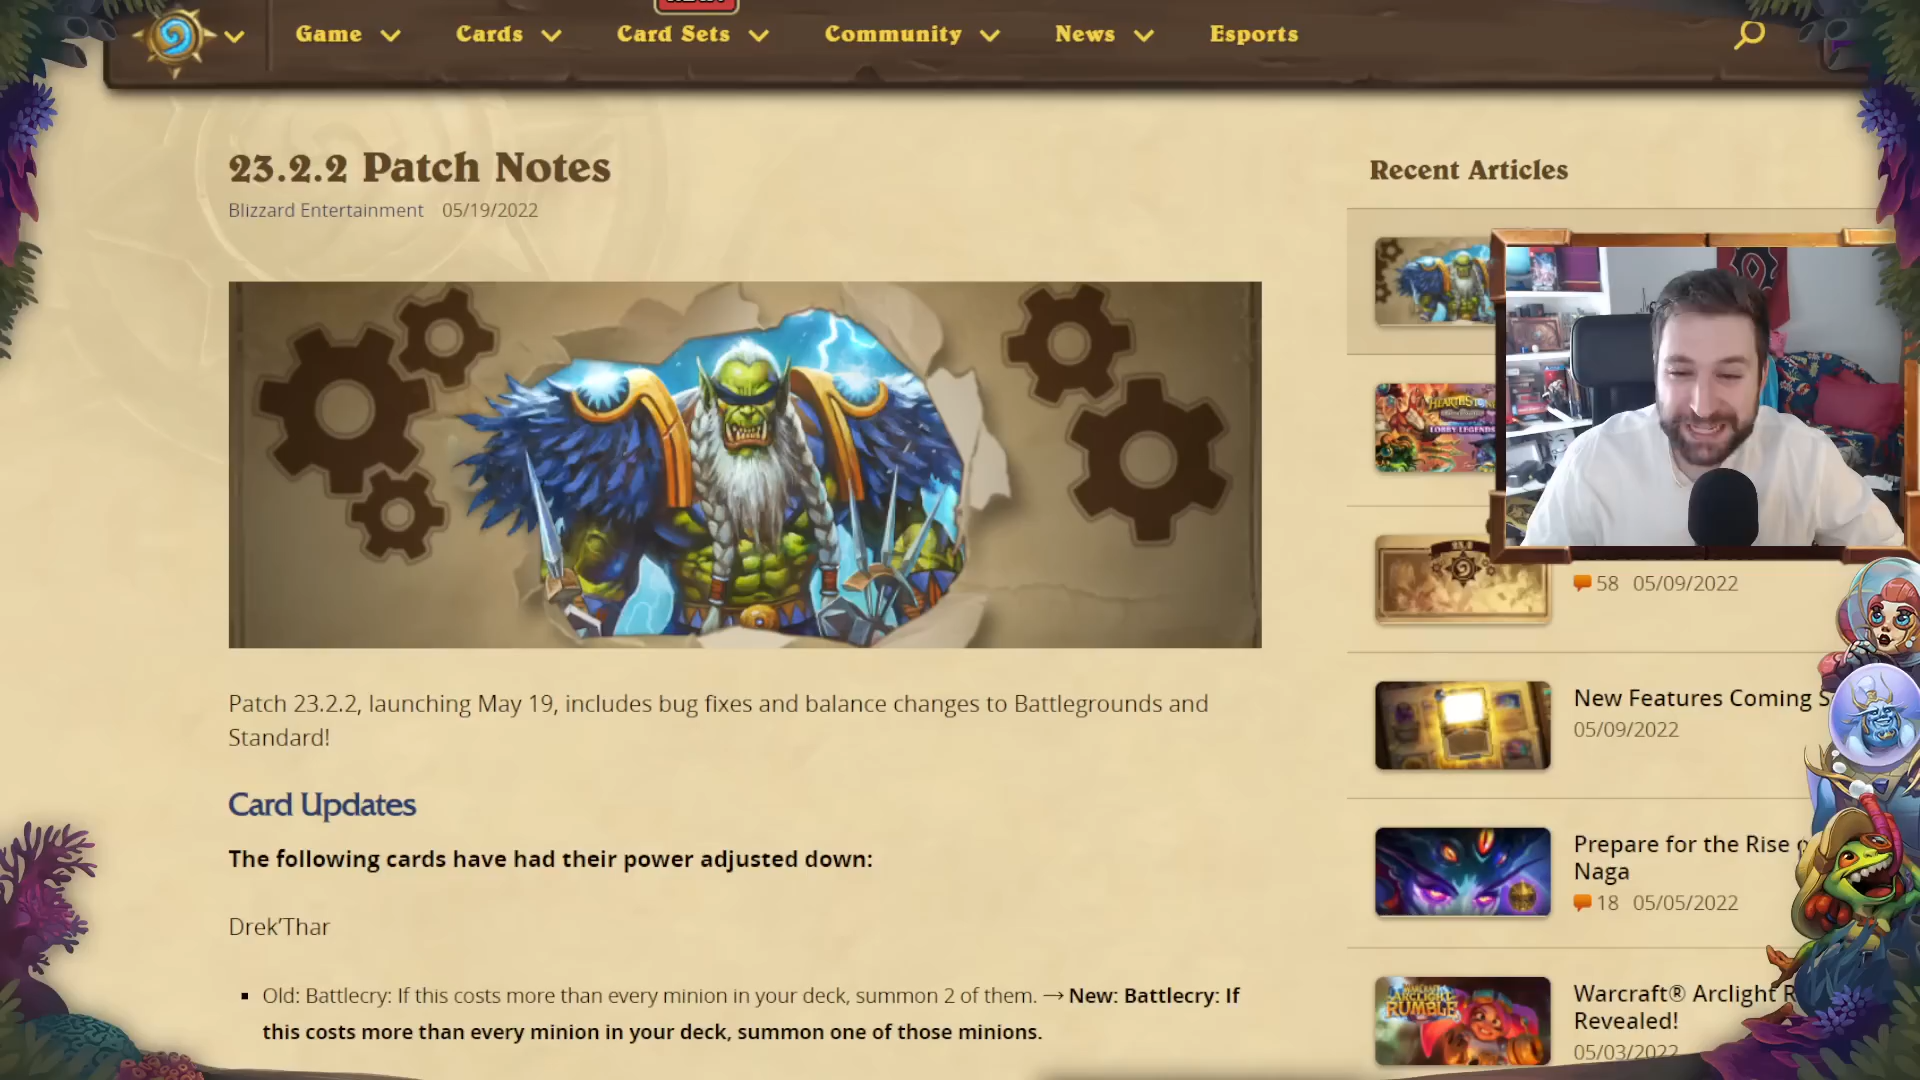 Game
Cards
Card Sets
Community
News
Esports
23.2.2 Patch Notes
Blizzard Entertainment 05/19/2022
Patch 23.2.2, launching May 19, includes bug fixes and balance changes to Battlegrounds and
Standard!
Card Updates
The following cards have had their power adjusted down:
Drek'Thar
▪ Old: Battlecry: If this costs more than every minion in your deck, summon 2 of them. → New: Battlecry: If
this costs more than every minion in your deck, summon one of those minions.
Recent Articles
58 05/09/2022
New Features Coming S
05/09/2022
Prepare for the Rise
Naga
18 05/05/2022
Warcraft® Arclight R
Revealed!
05/03/2022
HEARTHSTONE
LOBBY LEGENDS
ARCLIGHT
RUMBLE